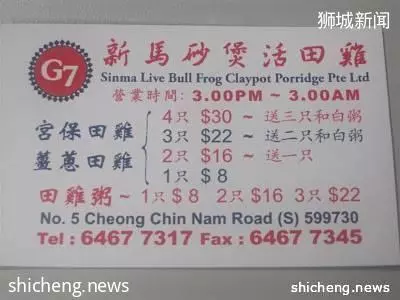 狮城新闻
G7
新馬砂煲活田雞
Sinma Live Bull Frog Claypot Porridge Pte Ltd
營業時間: 3.00PM ~ 3.00AM
宮保田雞
薑蔥田雞
4只 $30 ~ 送三只和白粥
3只 $22 ~ 送二只和白粥
2只 $16 ~ 送一只
1只 $8
田雞粥~ 1只 $8 2只 $16 3只 $22
No. 5 Cheong Chin Nam Road (S) 599730
Tel : 6467 7317 Fax : 6467 7345
shicheng.news
shicheng.news